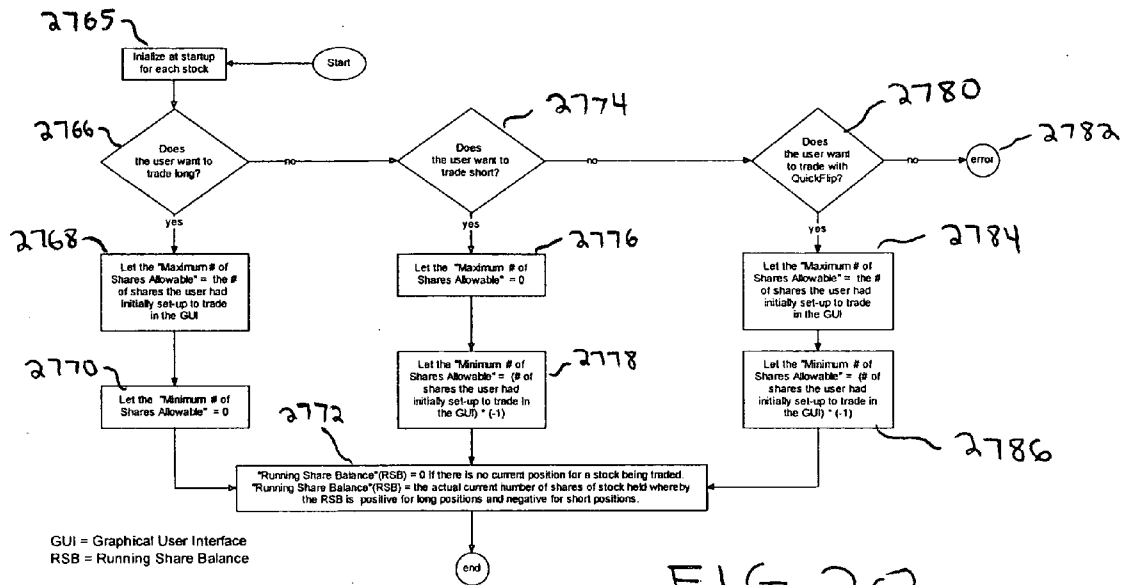 2765
Inialize at startup
for each stock
Start
2766
Does
the user want to
trade long?
no
2774
Does
the user want to
trade short?
no
2780
Does
the user want
to trade with
QuickFlip?
no
error
2782
yes
yes
yes
2768
Let the "Maximum # of
Shares Allowable" = the #
of shares the user had
initially set-up to trade
in the GUI
2776
Let the "Maximum # of
Shares Allowable" = 0
2784
Let the "Maximum # of
Shares Allowable" = the #
of shares the user had
initially set-up to trade
in the GUI
2770
Let the "Minimum # of
Shares Allowable" = 0
2778
Let the "Minimum # of
Shares Allowable" = (# of
shares the user had
initially set-up to trade in
the GUI) * (-1)
Let the "Minimum # of
Shares Allowable" = (# of
shares the user had
initially set-up to trade in
the GUI) * (-1)
2786
2772
"Running Share Balance"(RSB) = 0 if there is no current position for a stock being traded.
"Running Share Balance"(RSB) = the actual current number of shares of stock held whereby
the RSB is positive for long positions and negative for short positions.
end
GUI = Graphical User Interface
RSB = Running Share Balance